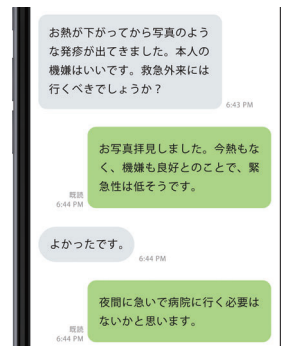 お熱が下がってから写真のよう
な発疹が出てきました。本人の
機嫌はいいです。救急外来には
行くべきでしょうか？
6:43 PM
お写真拝見しました。今熱もな
く、機嫌も良好とのことで、緊
急性は低そうです。
既読
6:44 PM
よかったです。
6:44 PM
夜間に急いで病院に行く必要は
ないかと思います。
既読
6:44 PM